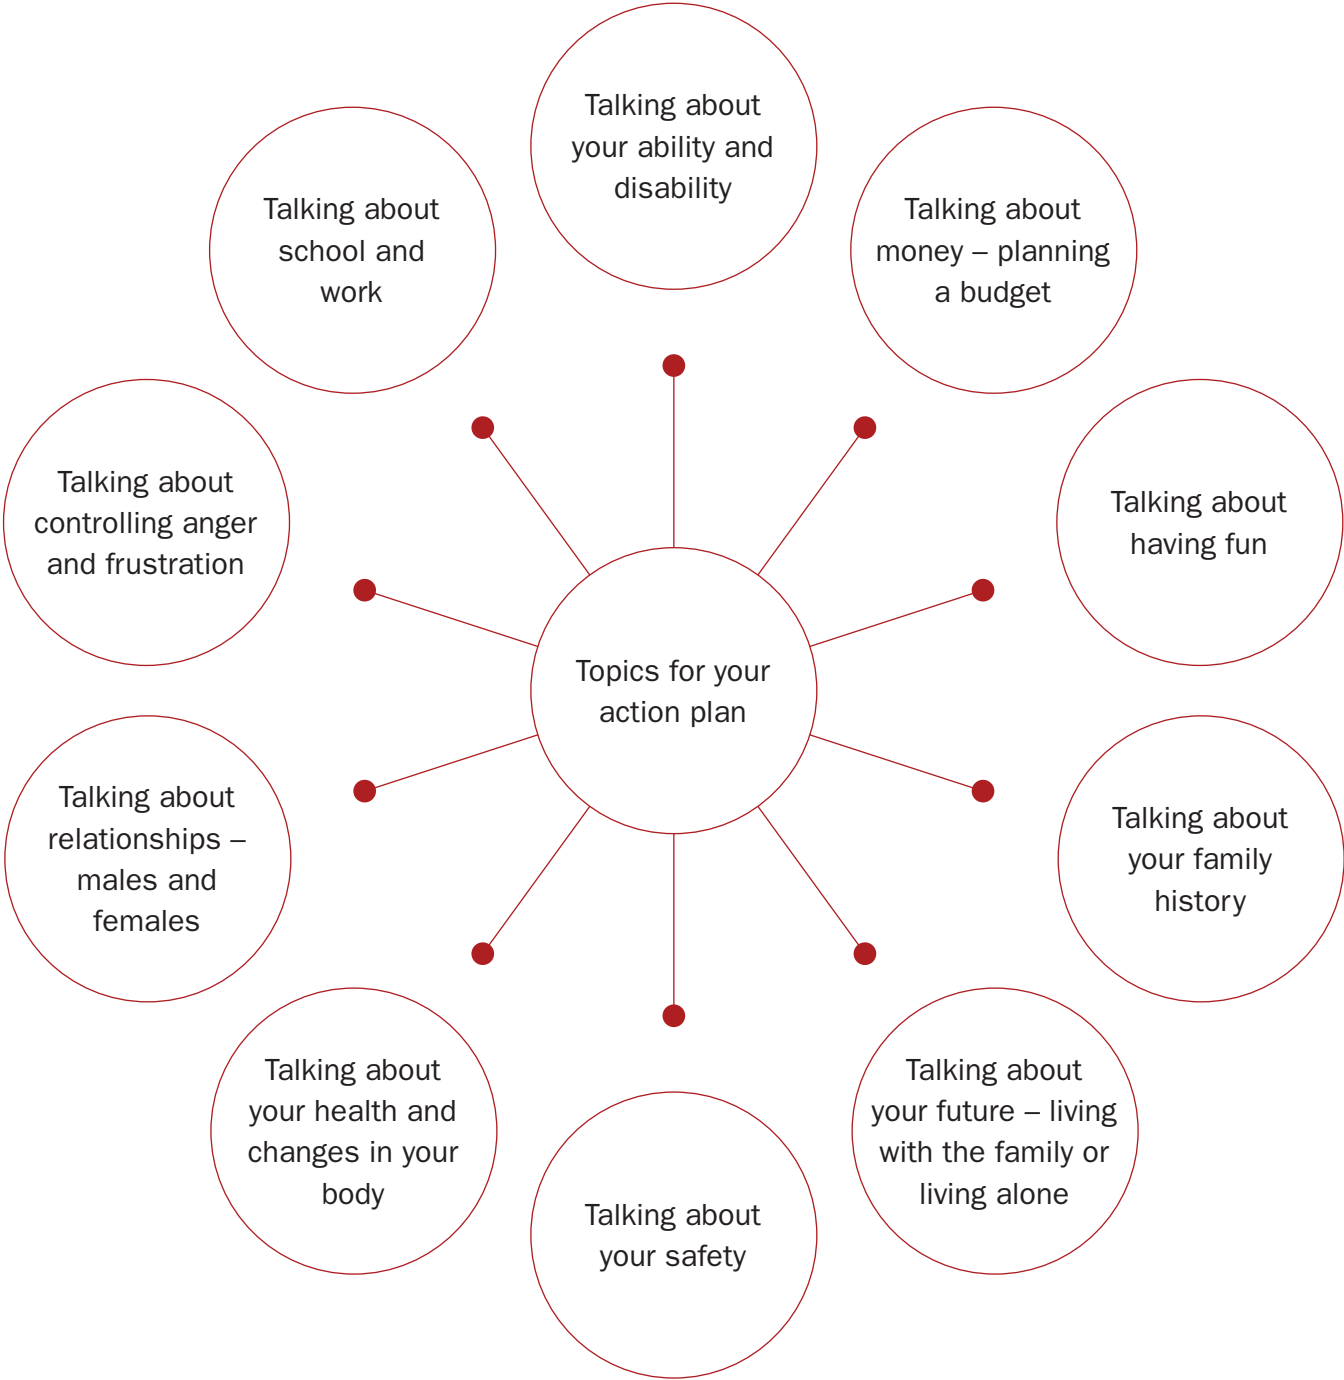 Talking about
your ability and
disability
Talking about
money – planning
a budget
Talking about
having fun
Talking about
your family
history
Talking about
your future – living
with the family or
living alone
Talking about
your safety
Talking about
your health and
changes in your
body
Talking about
relationships –
males and
females
Talking about
controlling anger
and frustration
Talking about
school and
work
Topics for your
action plan